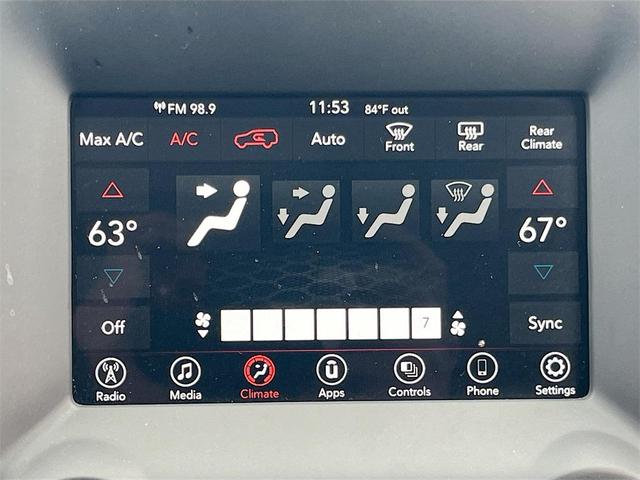 FM 98.9 11:53 84°F out
Max A/C A/C Auto Front Rear Rear Climate
63° 67°
Off 7 Sync
Radio Media Climate Apps Controls Phone Settings